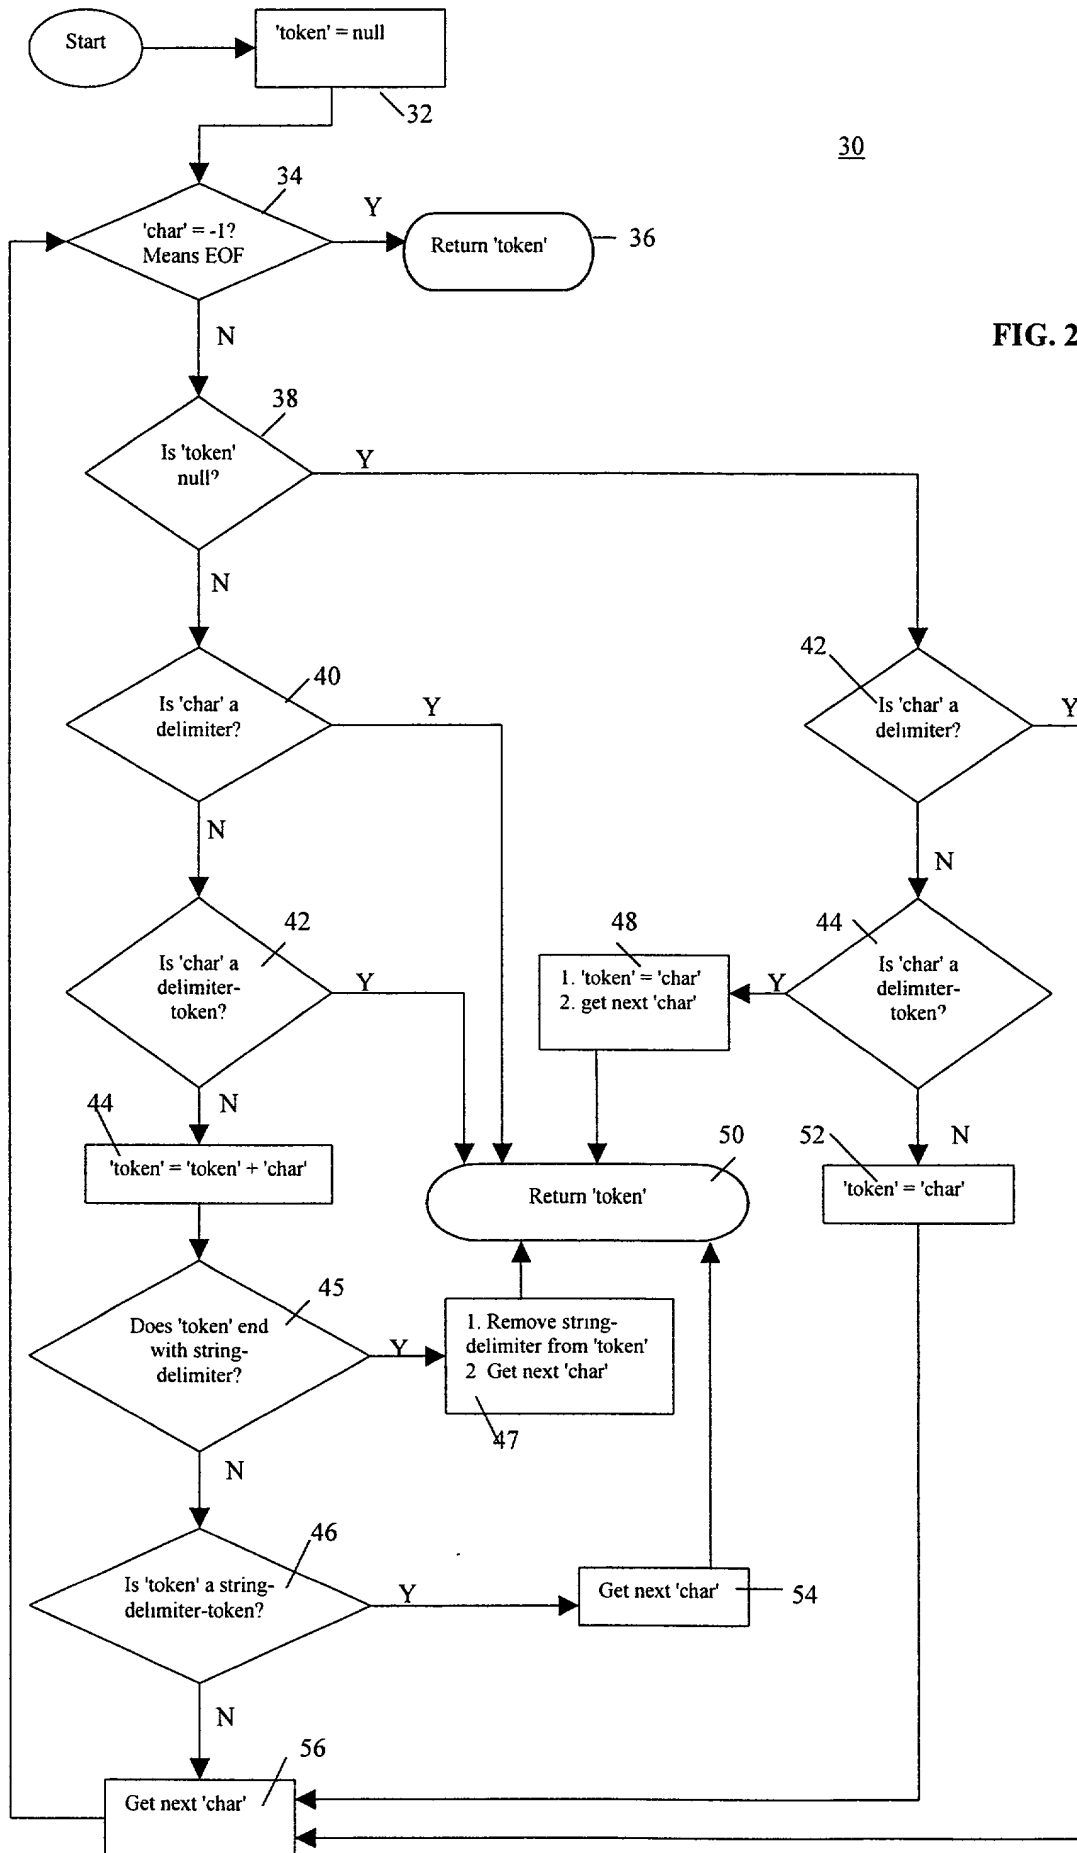 Start
'token' = null
32
30
34
'char' = -1?
Means EOF
Y
Return 'token'
36
N
FIG. 2
38
Is 'token'
null?
Y
N
40
Is 'char' a
delimiter?
Y
42
Is 'char' a
delimiter?
Y
N
N
42
Is 'char' a
delimiter-
token?
Y
48
1. 'token' = 'char'
2. get next 'char'
44
Is 'char' a
delimiter-
token?
Y
N
N
44
'token' = 'token' + 'char'
50
Return 'token'
52
'token' = 'char'
45
Does 'token' end
with string-
delimiter?
Y
1. Remove string-
delimiter from 'token'
2 Get next 'char'
47
N
46
Is 'token' a string-
delimiter-token?
Y
Get next 'char'
54
N
56
Get next 'char'